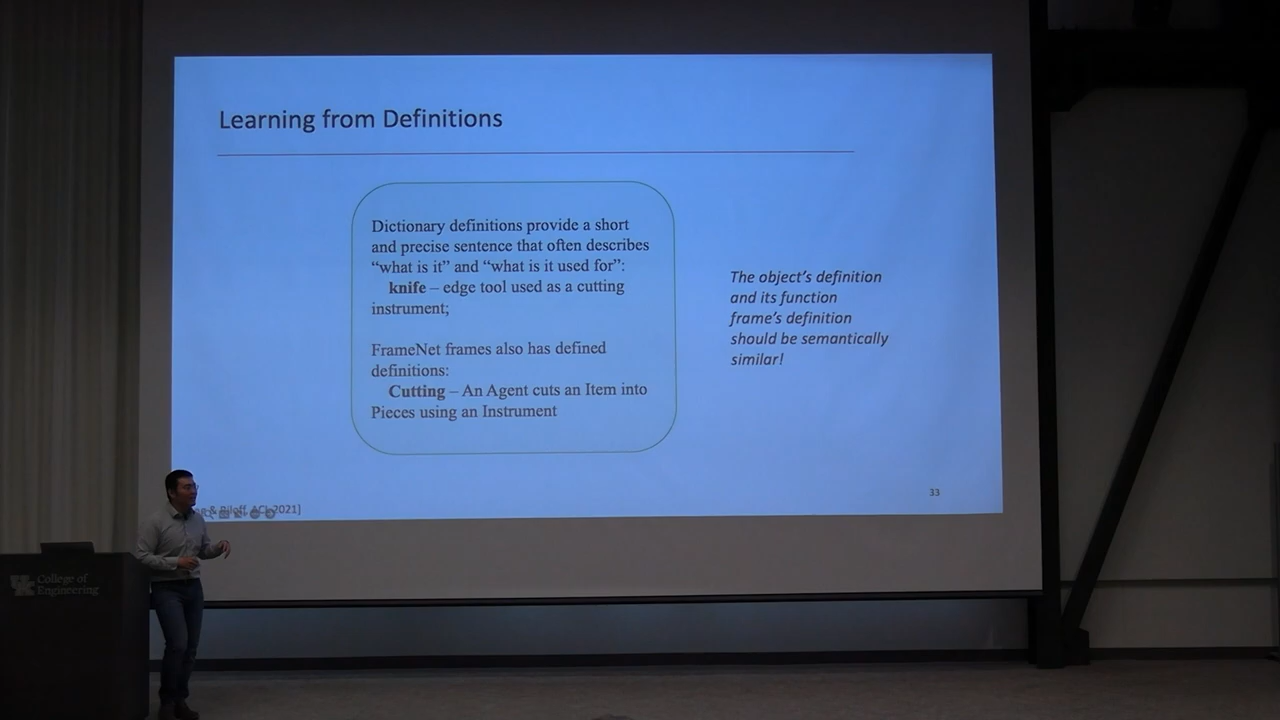 Learning from Definitions
Dictionary definitions provide a short
and precise sentence that often describes
“what is it” and “what is it used for”:
knife – edge tool used as a cutting
instrument;
FrameNet frames also has defined
definitions:
Cutting – An Agent cuts an Item into
Pieces using an Instrument
The object’s definition
and its function
frame’s definition
should be semantically
similar!
33
& Riloff, ACL 2021]
College of
Engineering